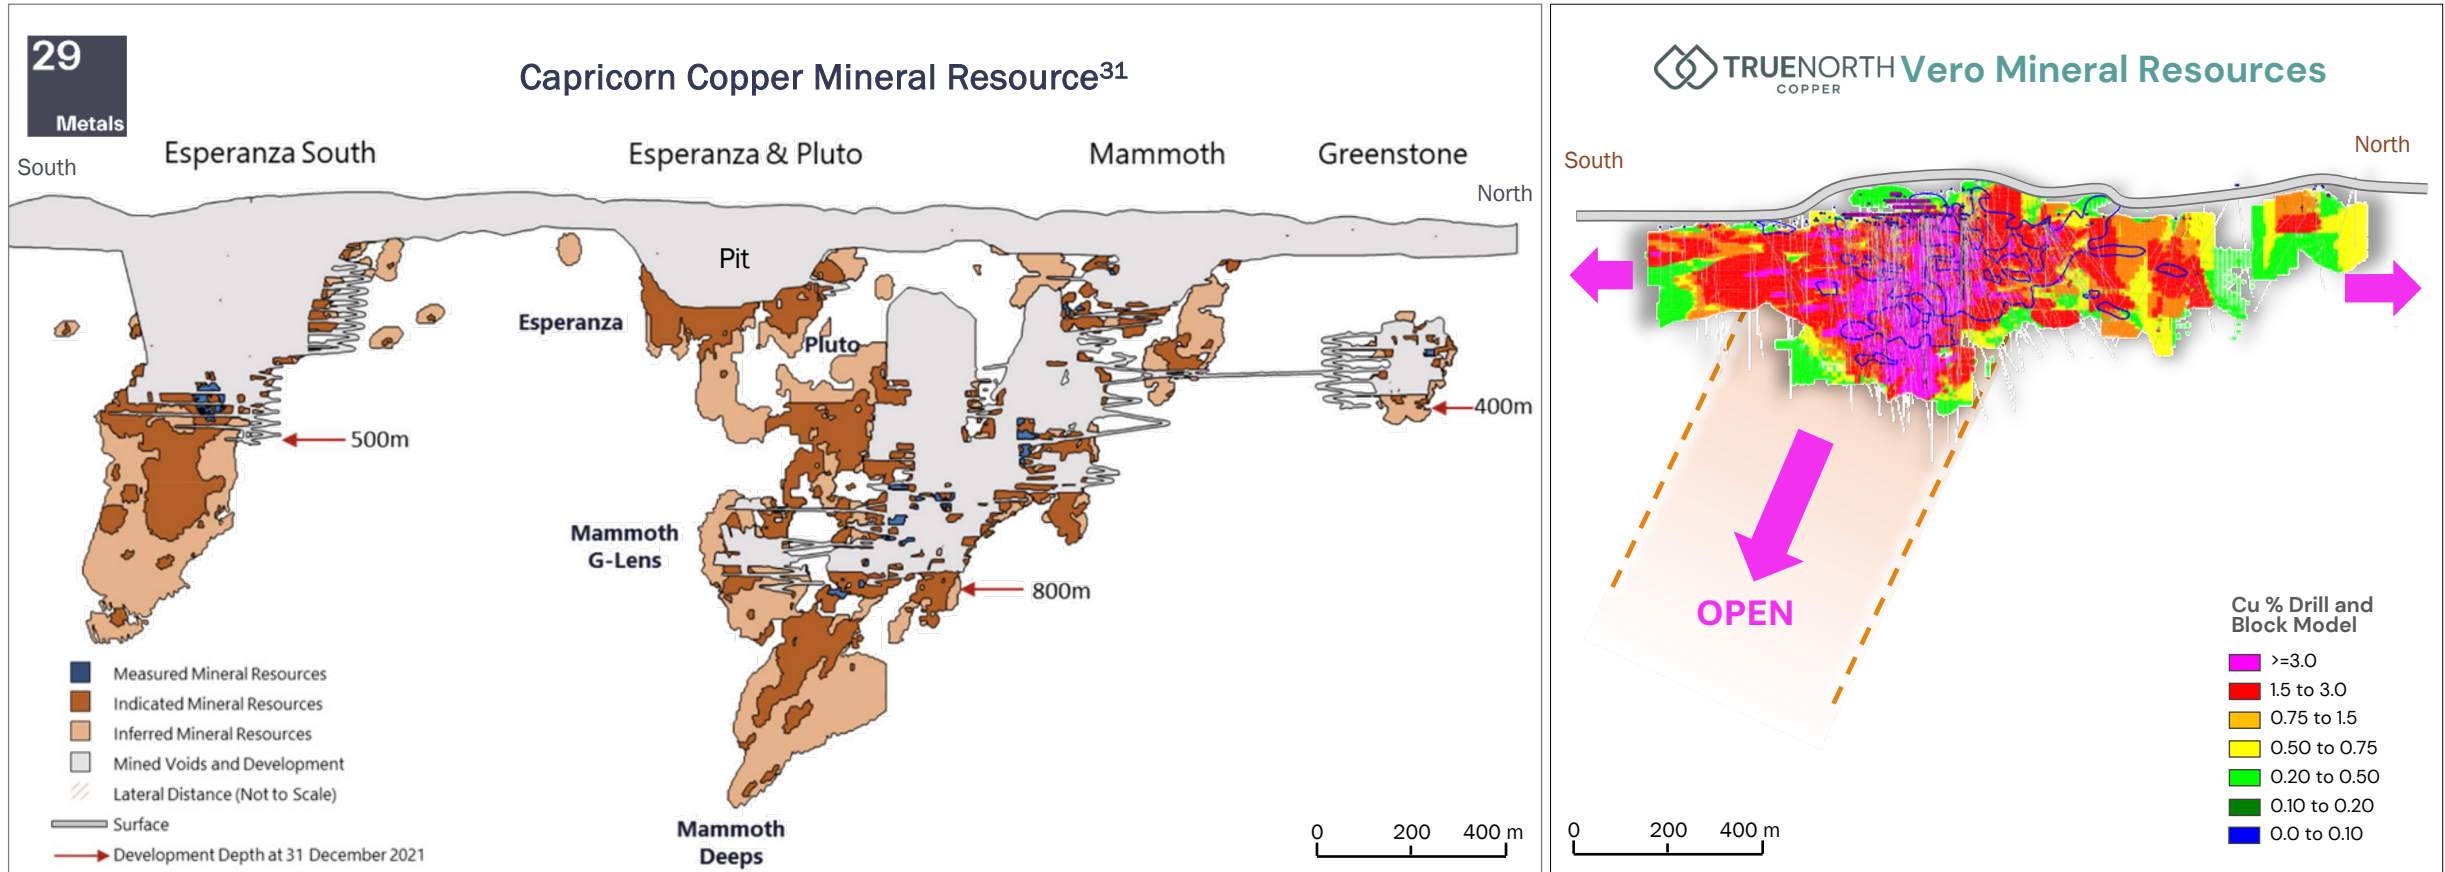 29
Metals
Capricorn Copper Mineral Resource³¹
South
Esperanza South
Esperanza & Pluto
Mammoth
Greenstone
North
Pit
Esperanza
Pluto
500m
400m
Mammoth
G-Lens
800m
Mammoth
Deeps
Measured Mineral Resources
Indicated Mineral Resources
Inferred Mineral Resources
Mined Voids and Development
Lateral Distance (Not to Scale)
Surface
Development Depth at 31 December 2021
0 200 400 m
TRUENORTH
COPPER
Vero Mineral Resources
South
North
OPEN
Cu % Drill and
Block Model
>=3.0
1.5 to 3.0
0.75 to 1.5
0.50 to 0.75
0.20 to 0.50
0.10 to 0.20
0.0 to 0.10
0 200 400 m